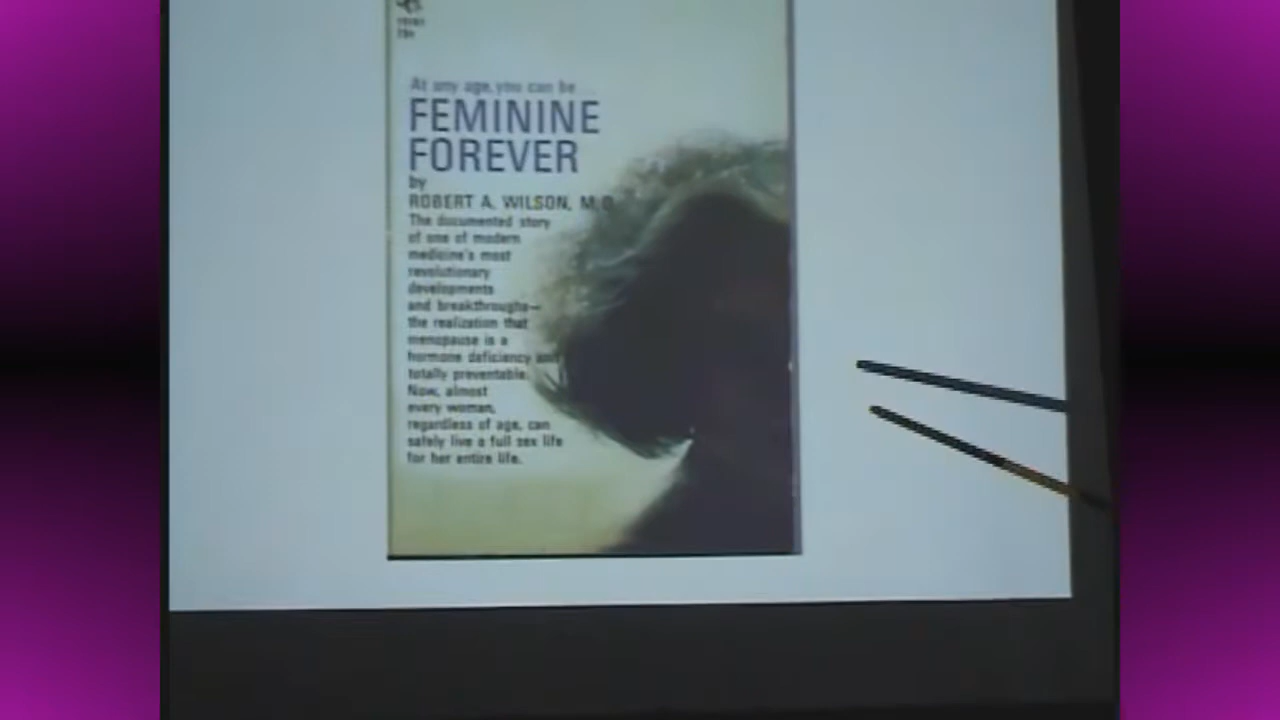 At any age, you can be...
FEMININE
FOREVER
by
ROBERT A. WILSON, M.D.
The documented story
of one of modern
medicine's most
revolutionary
developments
and breakthroughs—
the realization that
menopause is a
hormone deficiency and
totally preventable.
Now, almost
every woman,
regardless of age, can
safely live a full sex life
for her entire life.